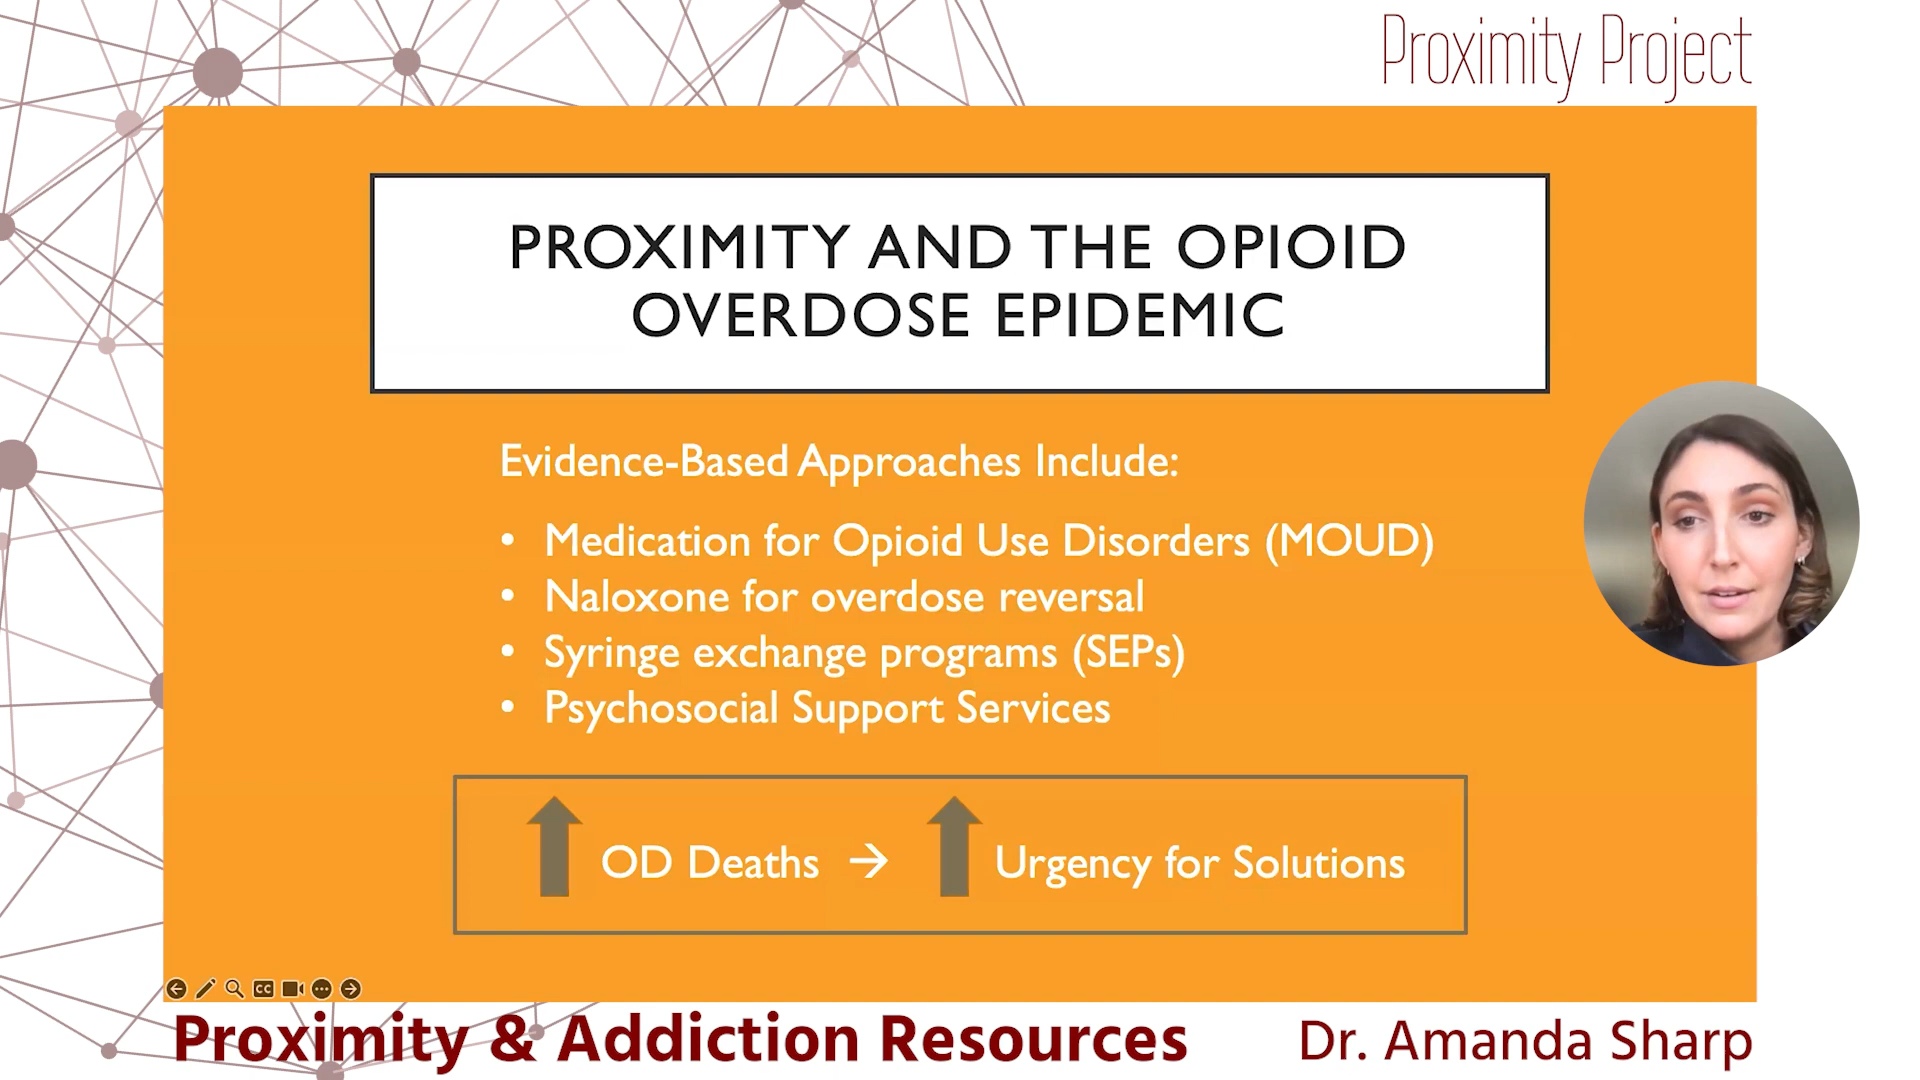 Proximity Project
PROXIMITY AND THE OPIOID
OVERDOSE EPIDEMIC
Evidence-Based Approaches Include:
• Medication for Opioid Use Disorders (MOUD)
• Naloxone for overdose reversal
• Syringe exchange programs (SEPs)
• Psychosocial Support Services
OD Deaths → Urgency for Solutions
CC
Proximity & Addiction Resources
Dr. Amanda Sharp